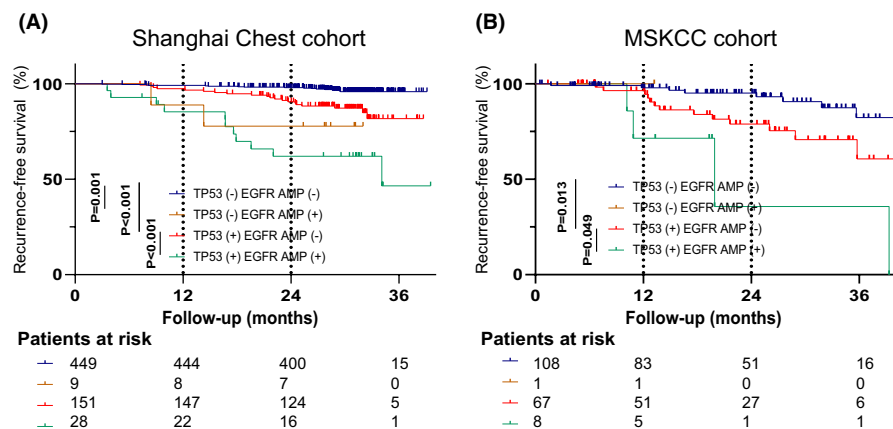 (A)
Shanghai Chest cohort
Recurrence-free survival (%)
100
50
0
P=0.001
P<0.001
P<0.001
TP53 (-) EGFR AMP (-)
TP53 (-) EGFR AMP (+)
TP53 (+) EGFR AMP (-)
TP53 (+) EGFR AMP (+)
0 12 24 36
Follow-up (months)
Patients at risk
449 444 400 15
9 8 7 0
151 147 124 5
28 22 16 1
(B)
MSKCC cohort
Recurrence-free survival (%)
100
50
0
P=0.013
P=0.049
TP53 (-) EGFR AMP (-)
TP53 (-) EGFR AMP (+)
TP53 (+) EGFR AMP (-)
TP53 (+) EGFR AMP (+)
0 12 24 36
Follow-up (months)
Patients at risk
108 83 51 16
1 1 0 0
67 51 27 6
8 5 1 1